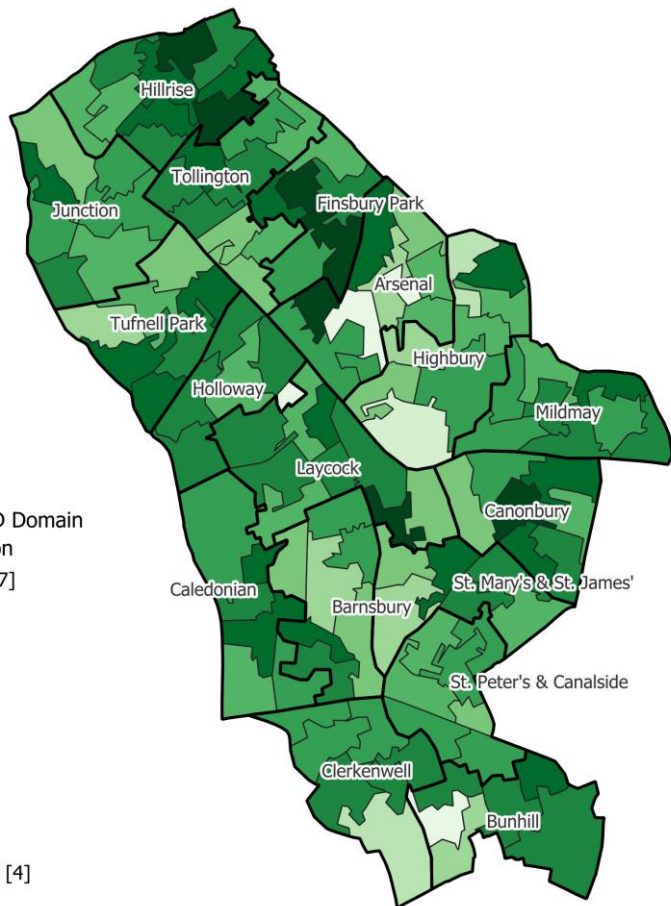 Hillrise
Tollington
Junction
Finsbury Park
Arsenal
Tufnell Park
Highbury
Holloway
Mildmay
Laycock
Canonbury
Domain
7]
Caledonian
St. Mary's & St. James'
Barnsbury
St. Peter's & Canalside
Clerkenwell
Bunhill
[4]